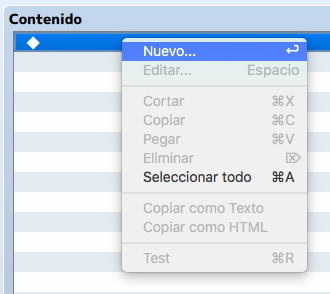 Contenido
Nuevo... ↩
Editar... Espacio
Cortar ⌘X
Copiar ⌘C
Pegar ⌘V
Eliminar ⌦
Seleccionar todo ⌘A
Copiar como Texto
Copiar como HTML
Test ⌘R